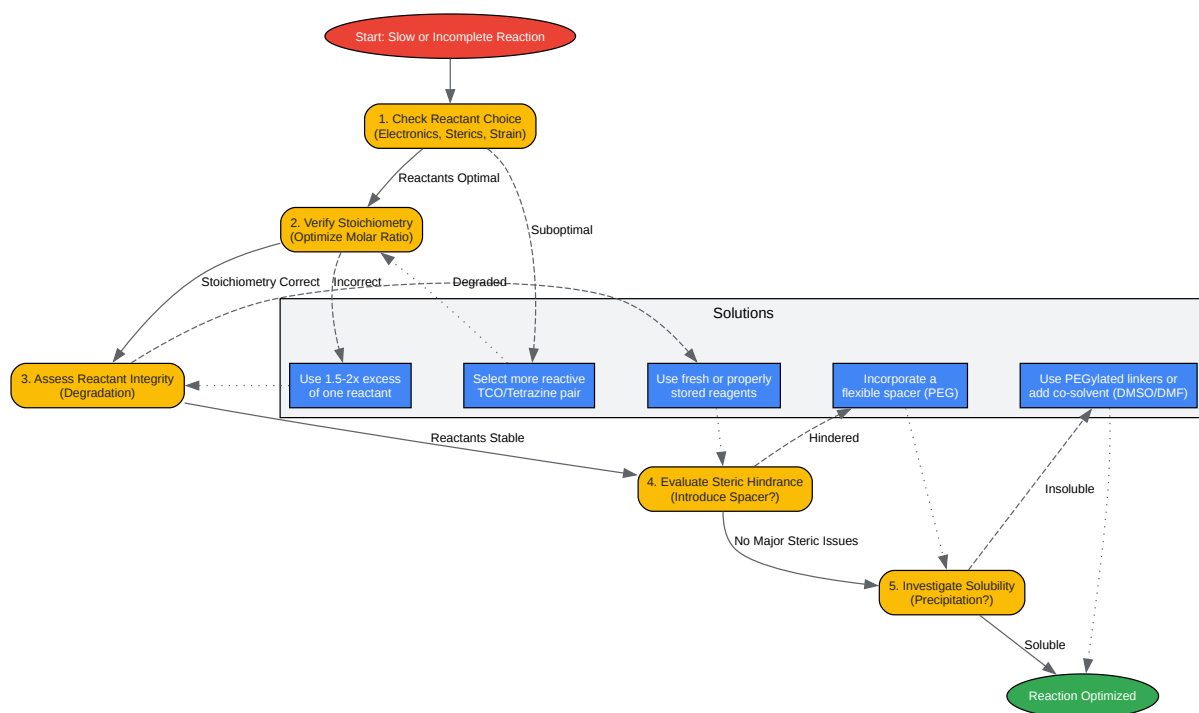 Start: Slow or Incomplete Reaction
1. Check Reactant Choice
(Electronics, Sterics, Strain)
Reactants Optimal
2. Verify Stoichiometry
(Optimize Molar Ratio)
Suboptimal
Stoichiometry Correct
Incorrect
Degraded
Solutions
3. Assess Reactant Integrity
(Degradation)
Use 1.5-2x excess
of one reactant
Select more reactive
TCO/Tetrazine pair
Use fresh or properly
stored reagents
Incorporate a
flexible spacer (PEG)
Use PEGylated linkers or
add co-solvent (DMSO/DMF)
Reactants Stable
Hindered
4. Evaluate Steric Hindrance
(Introduce Spacer?)
Insoluble
No Major Steric Issues
5. Investigate Solubility
(Precipitation?)
Soluble
Reaction Optimized